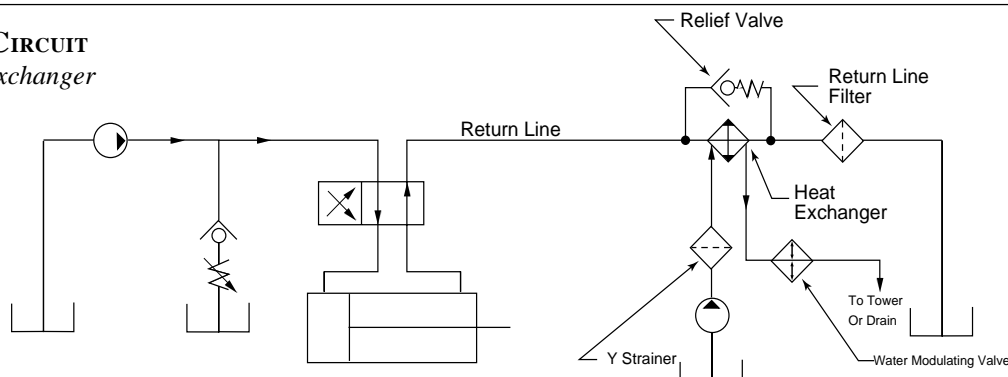 CIRCUIT
xchanger
Relief Valve
Return Line
Filter
Return Line
Heat
Exchanger
To Tower
Or Drain
Y Strainer
Water Modulating Valve